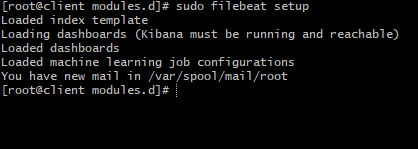 [root@client modules.d]# sudo filebeat setup
Loaded index template
Loading dashboards (Kibana must be running and reachable)
Loaded dashboards
Loaded machine learning job configurations
You have new mail in /var/spool/mail/root
[root@client modules.d]#